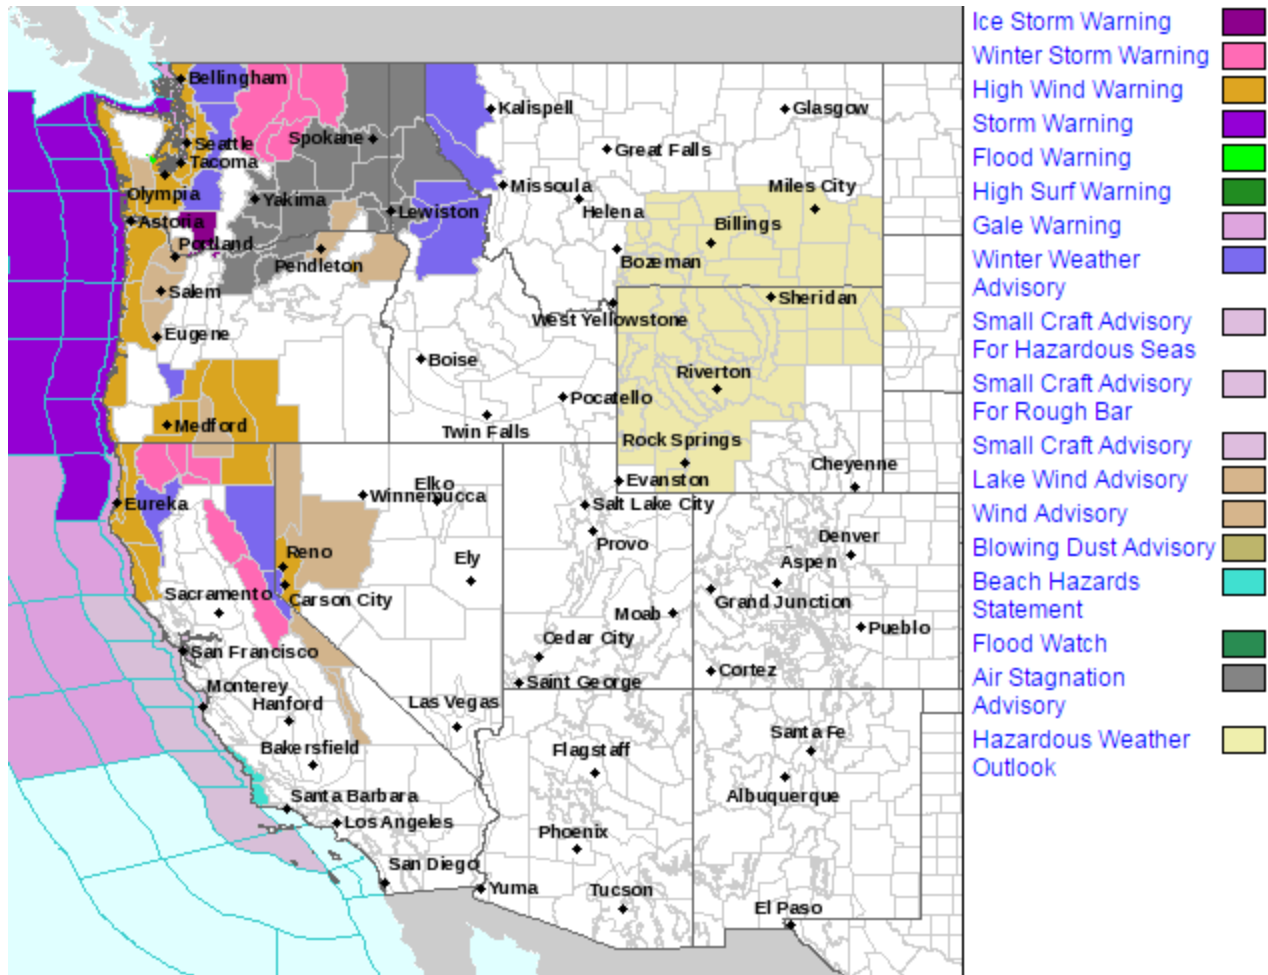 Bellingham
Kalispell
Glasgow
Spokane
Seattle
Great Falls
Tacoma
Missoula
Miles City
Olympia
Yakima
Helena
Lewiston
Astoria
Billings
Portland
Bozeman
Pendleton
Salem
Sheridan
West Yellowstone
Eugene
Boise
Riverton
Pocatello
Medford
Twin Falls
Rock Springs
Cheyenne
Elko
Evanston
Winnemucca
Eureka
Salt Lake City
Denver
Provo
Reno
Ely
Aspen
Sacramento
Carson City
Grand Junction
Moab
Pueblo
Cedar City
San Francisco
Cortez
Saint George
Monterey
Hanford
Las Vegas
Santa Fe
Bakersfield
Flagstaff
Santa Barbara
Albuquerque
Los Angeles
Phoenix
San Diego
Yuma
Tucson
El Paso
Ice Storm Warning
Winter Storm Warning
High Wind Warning
Storm Warning
Flood Warning
High Surf Warning
Gale Warning
Winter Weather
Advisory
Small Craft Advisory
For Hazardous Seas
Small Craft Advisory
For Rough Bar
Small Craft Advisory
Lake Wind Advisory
Wind Advisory
Blowing Dust Advisory
Beach Hazards
Statement
Flood Watch
Air Stagnation
Advisory
Hazardous Weather
Outlook